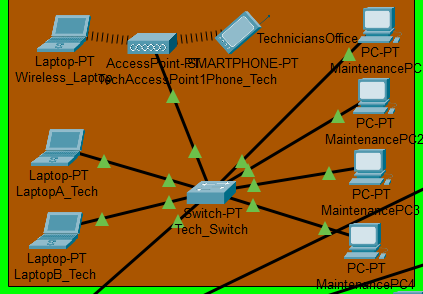 TechniciansOffice
Laptop-PT
Wireless_Laptop
AccessPoint-PT
TechAccessPoint1
SMARTPHONE-PT
Phone_Tech
PC-PT
MaintenancePC
PC-PT
MaintenancePC2
Laptop-PT
LaptopA_Tech
PC-PT
MaintenancePC3
Switch-PT
Tech_Switch
Laptop-PT
LaptopB_Tech
PC-PT
MaintenancePC4